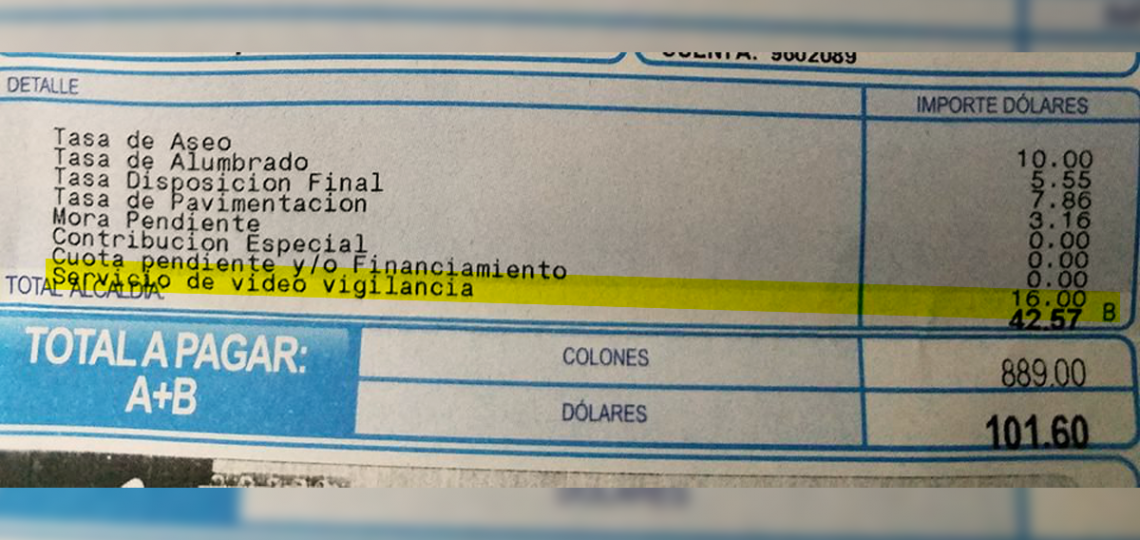 CUENTA: 9602089
DETALLE
IMPORTE DÓLARES
Tasa de Aseo 10.00
Tasa de Alumbrado 5.55
Tasa Disposicion Final 7.86
Tasa de Pavimentacion 3.16
Mora Pendiente 0.00
Contribucion Especial 0.00
Cuota pendiente y/o Financiamiento 0.00
Servicio de video vigilancia 16.00
TOTAL ALCALDIA: 42.57 B
TOTAL A PAGAR:
A+B
COLONES 889.00
DÓLARES 101.60